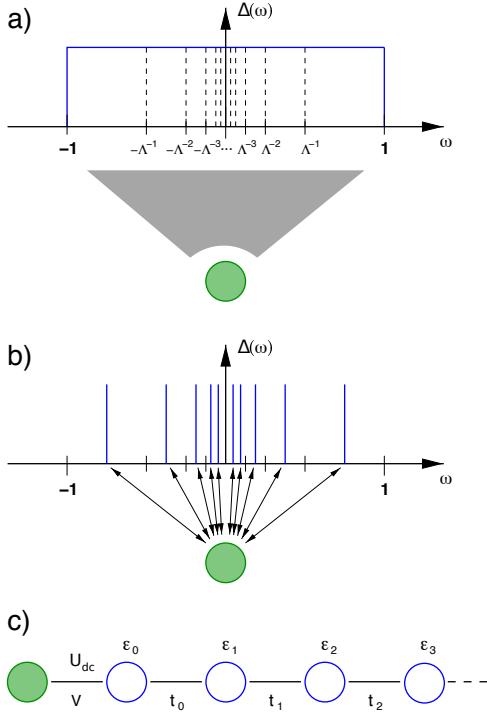 a)
Δ(ω)
−1 −Λ⁻¹ −Λ⁻² −Λ⁻³ ··· Λ⁻³ Λ⁻² Λ⁻¹ 1 ω
b)
Δ(ω)
−1 1 ω
c)
ε₀ ε₁ ε₂ ε₃
U_dc
V t₀ t₁ t₂